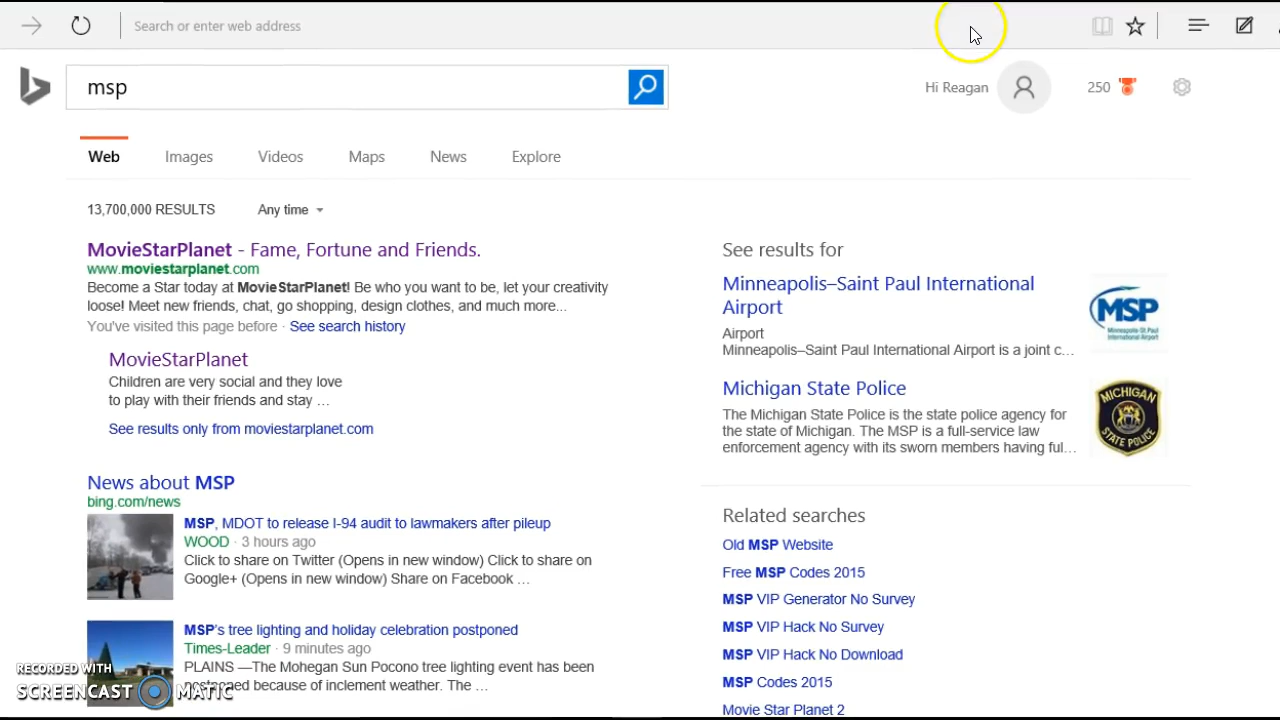 Search or enter web address
msp
Hi Reagan
250
Web Images Videos Maps News Explore
13,700,000 RESULTS Any time
MovieStarPlanet - Fame, Fortune and Friends.
www.moviestarplanet.com
Become a Star today at MovieStarPlanet! Be who you want to be, let your creativity
loose! Meet new friends, chat, go shopping, design clothes, and much more...
You've visited this page before · See search history
MovieStarPlanet
Children are very social and they love
to play with their friends and stay ...
See results only from moviestarplanet.com
News about MSP
bing.com/news
MSP, MDOT to release I-94 audit to lawmakers after pileup
WOOD · 3 hours ago
Click to share on Twitter (Opens in new window) Click to share on
Google+ (Opens in new window) Share on Facebook ...
MSP's tree lighting and holiday celebration postponed
Times-Leader · 9 minutes ago
PLAINS —The Mohegan Sun Pocono tree lighting event has been
postponed because of inclement weather. The ...
See results for
Minneapolis–Saint Paul International
Airport
Airport
Minneapolis–Saint Paul International Airport is a joint c...
MSP
Minneapolis-St. Paul
International Airport
Michigan State Police
The Michigan State Police is the state police agency for
the state of Michigan. The MSP is a full-service law
enforcement agency with its sworn members having ful...
MICHIGAN
STATE POLICE
Related searches
Old MSP Website
Free MSP Codes 2015
MSP VIP Generator No Survey
MSP VIP Hack No Survey
MSP VIP Hack No Download
MSP Codes 2015
Movie Star Planet 2
RECORDED WITH
SCREENCAST MATIC